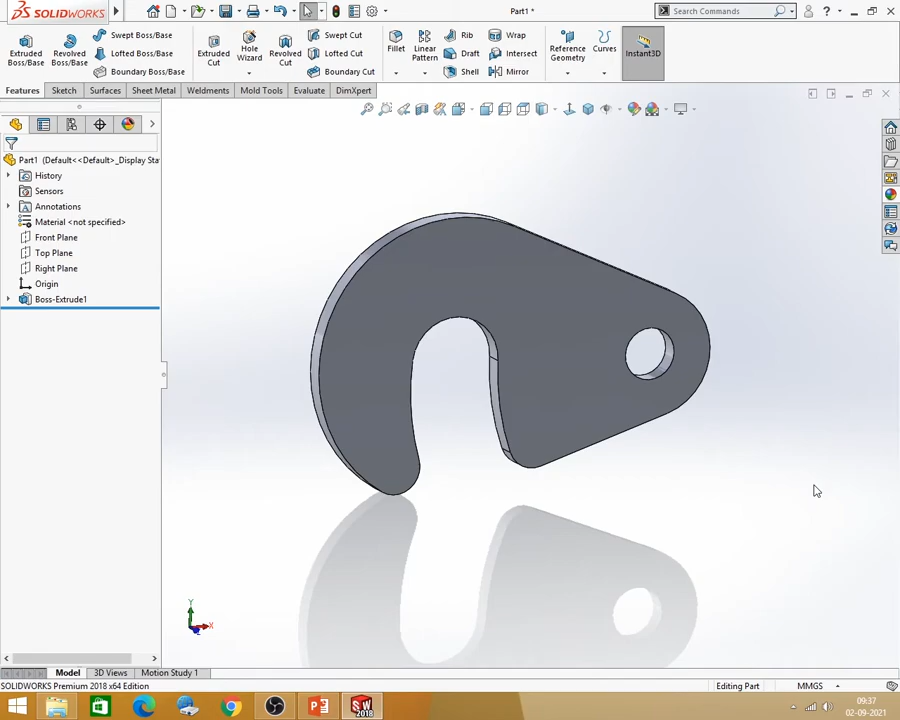 SOLIDWORKS
Part1 *
Search Commands
Extruded Boss/Base
Revolved Boss/Base
Swept Boss/Base
Lofted Boss/Base
Boundary Boss/Base
Extruded Cut
Hole Wizard
Revolved Cut
Swept Cut
Lofted Cut
Boundary Cut
Fillet
Linear Pattern
Rib
Draft
Shell
Wrap
Intersect
Mirror
Reference Geometry
Curves
Instant3D
Features
Sketch
Surfaces
Sheet Metal
Weldments
Mold Tools
Evaluate
DimXpert
Part1 (Default<<Default>_Display Sta
History
Sensors
Annotations
Material <not specified>
Front Plane
Top Plane
Right Plane
Origin
Boss-Extrude1
Y
X
Z
Model
3D Views
Motion Study 1
SOLIDWORKS Premium 2018 x64 Edition
Editing Part
MMGS
SW
2018
09:37
02-09-2021